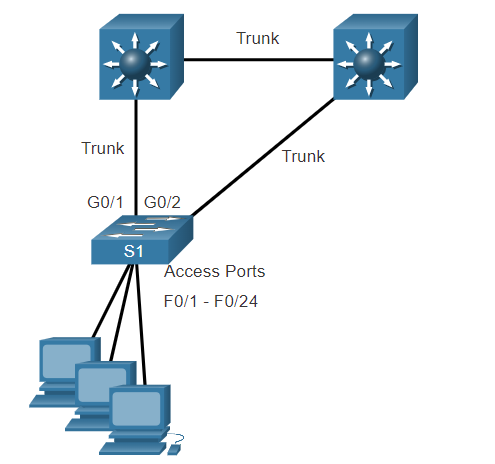 Trunk
Trunk
Trunk
G0/1
G0/2
S1
Access Ports
F0/1 - F0/24